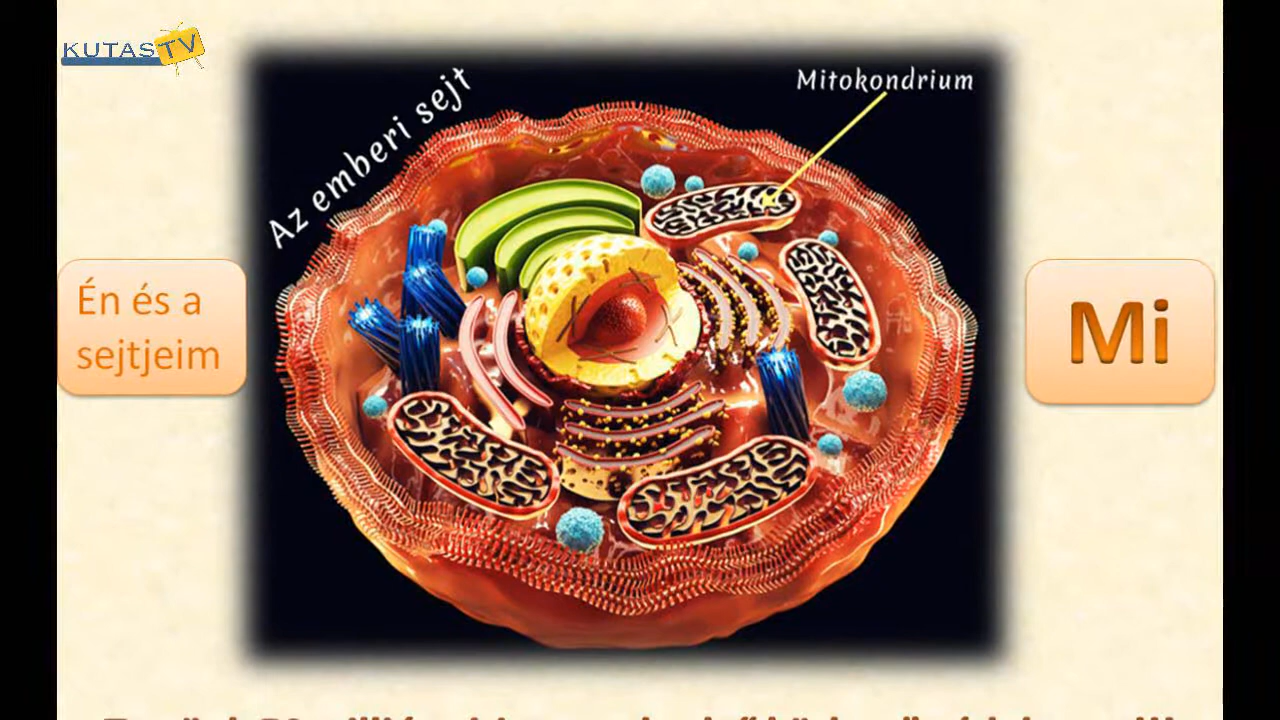 KUTAS TV
Az emberi sejt
Mitokondrium
Én és a
sejtjeim
Mi